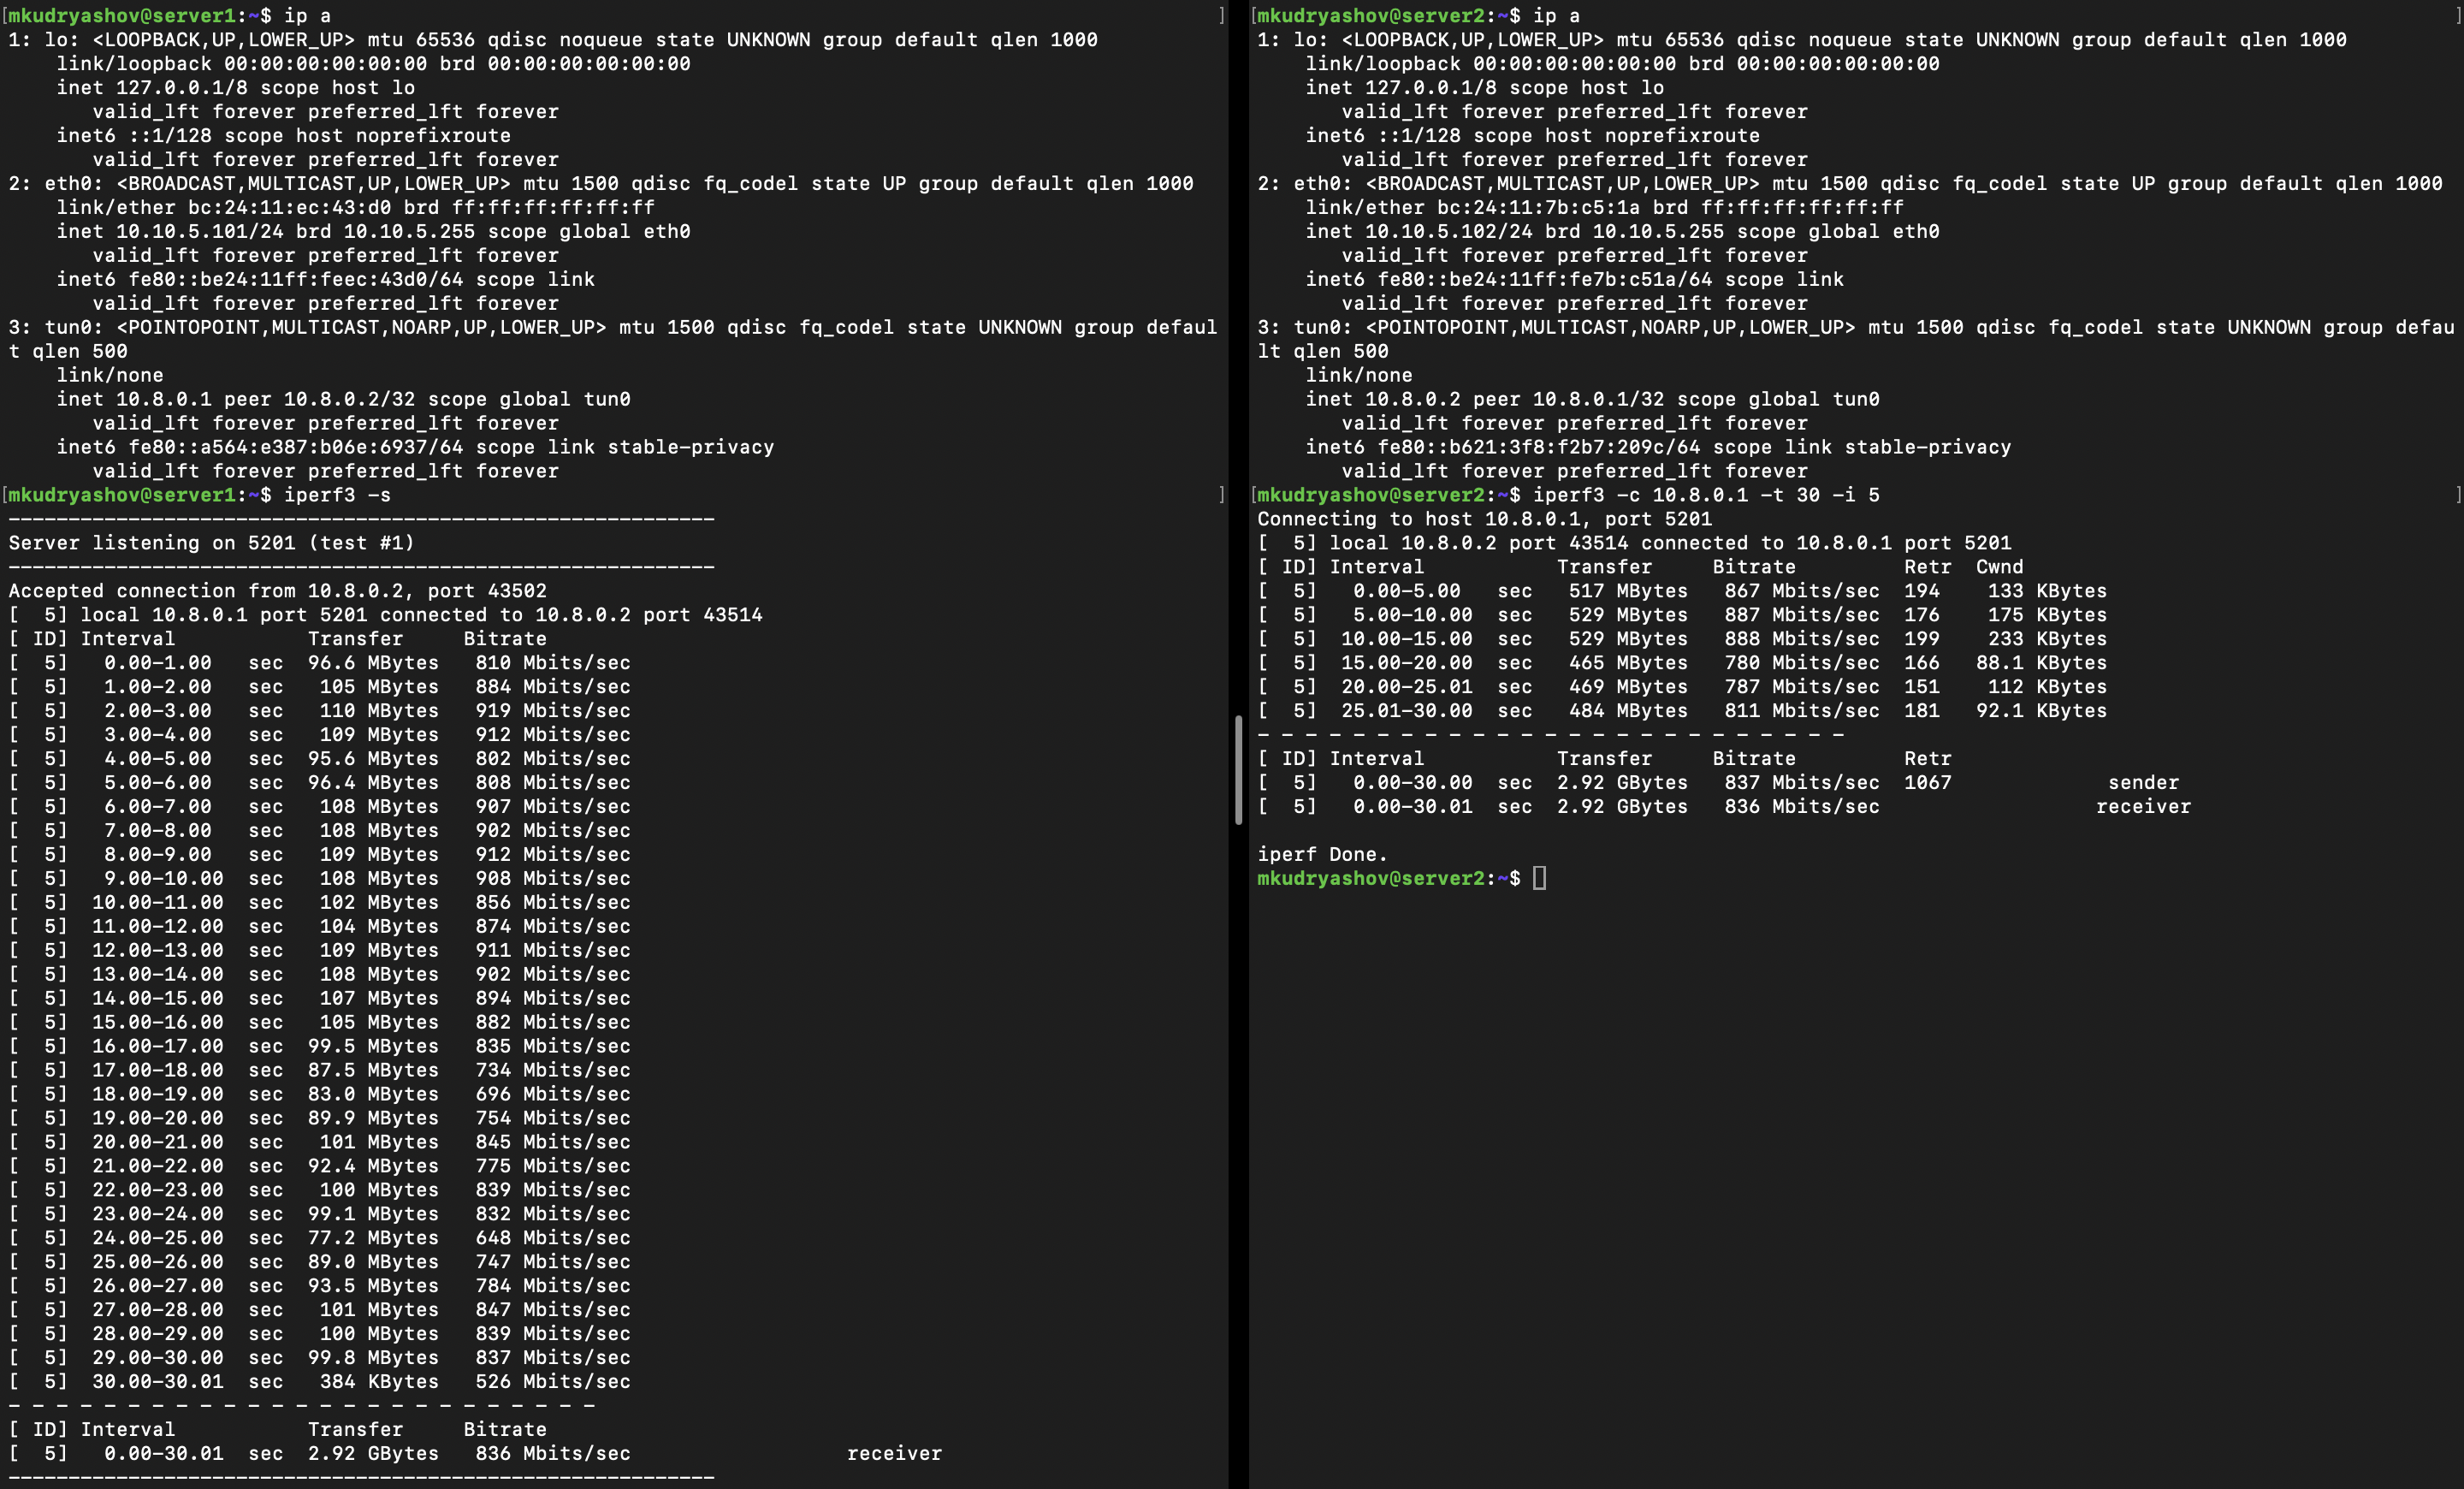 mkudryashov@server1:~$ ip a
1: lo: <LOOPBACK,UP,LOWER_UP> mtu 65536 qdisc noqueue state UNKNOWN group default qlen 1000
    link/loopback 00:00:00:00:00:00 brd 00:00:00:00:00:00
    inet 127.0.0.1/8 scope host lo
       valid_lft forever preferred_lft forever
    inet6 ::1/128 scope host noprefixroute
       valid_lft forever preferred_lft forever
2: eth0: <BROADCAST,MULTICAST,UP,LOWER_UP> mtu 1500 qdisc fq_codel state UP group default qlen 1000
    link/ether bc:24:11:ec:43:d0 brd ff:ff:ff:ff:ff:ff
    inet 10.10.5.101/24 brd 10.10.5.255 scope global eth0
       valid_lft forever preferred_lft forever
    inet6 fe80::be24:11ff:feec:43d0/64 scope link
       valid_lft forever preferred_lft forever
3: tun0: <POINTOPOINT,MULTICAST,NOARP,UP,LOWER_UP> mtu 1500 qdisc fq_codel state UNKNOWN group defaul
t qlen 500
    link/none
    inet 10.8.0.1 peer 10.8.0.2/32 scope global tun0
       valid_lft forever preferred_lft forever
    inet6 fe80::a564:e387:b06e:6937/64 scope link stable-privacy
       valid_lft forever preferred_lft forever
mkudryashov@server1:~$ iperf3 -s
-----------------------------------------------------------
Server listening on 5201 (test #1)
-----------------------------------------------------------
Accepted connection from 10.8.0.2, port 43502
[  5] local 10.8.0.1 port 5201 connected to 10.8.0.2 port 43514
[ ID] Interval           Transfer     Bitrate
[  5]   0.00-1.00   sec  96.6 MBytes   810 Mbits/sec
[  5]   1.00-2.00   sec   105 MBytes   884 Mbits/sec
[  5]   2.00-3.00   sec   110 MBytes   919 Mbits/sec
[  5]   3.00-4.00   sec   109 MBytes   912 Mbits/sec
[  5]   4.00-5.00   sec  95.6 MBytes   802 Mbits/sec
[  5]   5.00-6.00   sec  96.4 MBytes   808 Mbits/sec
[  5]   6.00-7.00   sec   108 MBytes   907 Mbits/sec
[  5]   7.00-8.00   sec   108 MBytes   902 Mbits/sec
[  5]   8.00-9.00   sec   109 MBytes   912 Mbits/sec
[  5]   9.00-10.00  sec   108 MBytes   908 Mbits/sec
[  5]  10.00-11.00  sec   102 MBytes   856 Mbits/sec
[  5]  11.00-12.00  sec   104 MBytes   874 Mbits/sec
[  5]  12.00-13.00  sec   109 MBytes   911 Mbits/sec
[  5]  13.00-14.00  sec   108 MBytes   902 Mbits/sec
[  5]  14.00-15.00  sec   107 MBytes   894 Mbits/sec
[  5]  15.00-16.00  sec   105 MBytes   882 Mbits/sec
[  5]  16.00-17.00  sec  99.5 MBytes   835 Mbits/sec
[  5]  17.00-18.00  sec  87.5 MBytes   734 Mbits/sec
[  5]  18.00-19.00  sec  83.0 MBytes   696 Mbits/sec
[  5]  19.00-20.00  sec  89.9 MBytes   754 Mbits/sec
[  5]  20.00-21.00  sec   101 MBytes   845 Mbits/sec
[  5]  21.00-22.00  sec  92.4 MBytes   775 Mbits/sec
[  5]  22.00-23.00  sec   100 MBytes   839 Mbits/sec
[  5]  23.00-24.00  sec  99.1 MBytes   832 Mbits/sec
[  5]  24.00-25.00  sec  77.2 MBytes   648 Mbits/sec
[  5]  25.00-26.00  sec  89.0 MBytes   747 Mbits/sec
[  5]  26.00-27.00  sec  93.5 MBytes   784 Mbits/sec
[  5]  27.00-28.00  sec   101 MBytes   847 Mbits/sec
[  5]  28.00-29.00  sec   100 MBytes   839 Mbits/sec
[  5]  29.00-30.00  sec  99.8 MBytes   837 Mbits/sec
[  5]  30.00-30.01  sec   384 KBytes   526 Mbits/sec
- - - - - - - - - - - - - - - - - - - - - - - - -
[ ID] Interval           Transfer     Bitrate
[  5]   0.00-30.01  sec  2.92 GBytes   836 Mbits/sec                  receiver
-----------------------------------------------------------
mkudryashov@server2:~$ ip a
1: lo: <LOOPBACK,UP,LOWER_UP> mtu 65536 qdisc noqueue state UNKNOWN group default qlen 1000
    link/loopback 00:00:00:00:00:00 brd 00:00:00:00:00:00
    inet 127.0.0.1/8 scope host lo
       valid_lft forever preferred_lft forever
    inet6 ::1/128 scope host noprefixroute
       valid_lft forever preferred_lft forever
2: eth0: <BROADCAST,MULTICAST,UP,LOWER_UP> mtu 1500 qdisc fq_codel state UP group default qlen 1000
    link/ether bc:24:11:7b:c5:1a brd ff:ff:ff:ff:ff:ff
    inet 10.10.5.102/24 brd 10.10.5.255 scope global eth0
       valid_lft forever preferred_lft forever
    inet6 fe80::be24:11ff:fe7b:c51a/64 scope link
       valid_lft forever preferred_lft forever
3: tun0: <POINTOPOINT,MULTICAST,NOARP,UP,LOWER_UP> mtu 1500 qdisc fq_codel state UNKNOWN group defau
lt qlen 500
    link/none
    inet 10.8.0.2 peer 10.8.0.1/32 scope global tun0
       valid_lft forever preferred_lft forever
    inet6 fe80::b621:3f8:f2b7:209c/64 scope link stable-privacy
       valid_lft forever preferred_lft forever
mkudryashov@server2:~$ iperf3 -c 10.8.0.1 -t 30 -i 5
Connecting to host 10.8.0.1, port 5201
[  5] local 10.8.0.2 port 43514 connected to 10.8.0.1 port 5201
[ ID] Interval           Transfer     Bitrate         Retr  Cwnd
[  5]   0.00-5.00   sec   517 MBytes   867 Mbits/sec  194    133 KBytes
[  5]   5.00-10.00  sec   529 MBytes   887 Mbits/sec  176    175 KBytes
[  5]  10.00-15.00  sec   529 MBytes   888 Mbits/sec  199    233 KBytes
[  5]  15.00-20.00  sec   465 MBytes   780 Mbits/sec  166   88.1 KBytes
[  5]  20.00-25.01  sec   469 MBytes   787 Mbits/sec  151    112 KBytes
[  5]  25.01-30.00  sec   484 MBytes   811 Mbits/sec  181   92.1 KBytes
- - - - - - - - - - - - - - - - - - - - - - - - -
[ ID] Interval           Transfer     Bitrate         Retr
[  5]   0.00-30.00  sec  2.92 GBytes   837 Mbits/sec  1067             sender
[  5]   0.00-30.01  sec  2.92 GBytes   836 Mbits/sec                  receiver
iperf Done.
mkudryashov@server2:~$